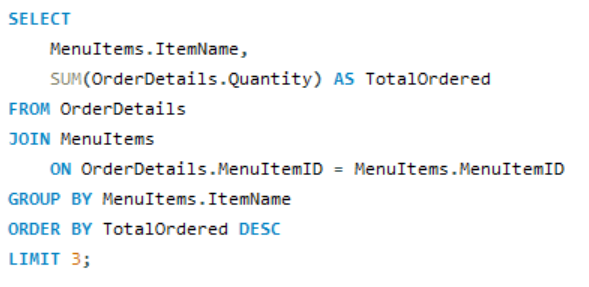 SELECT
    MenuItems.ItemName,
    SUM(OrderDetails.Quantity) AS TotalOrdered
FROM OrderDetails
JOIN MenuItems
    ON OrderDetails.MenuItemID = MenuItems.MenuItemID
GROUP BY MenuItems.ItemName
ORDER BY TotalOrdered DESC
LIMIT 3;